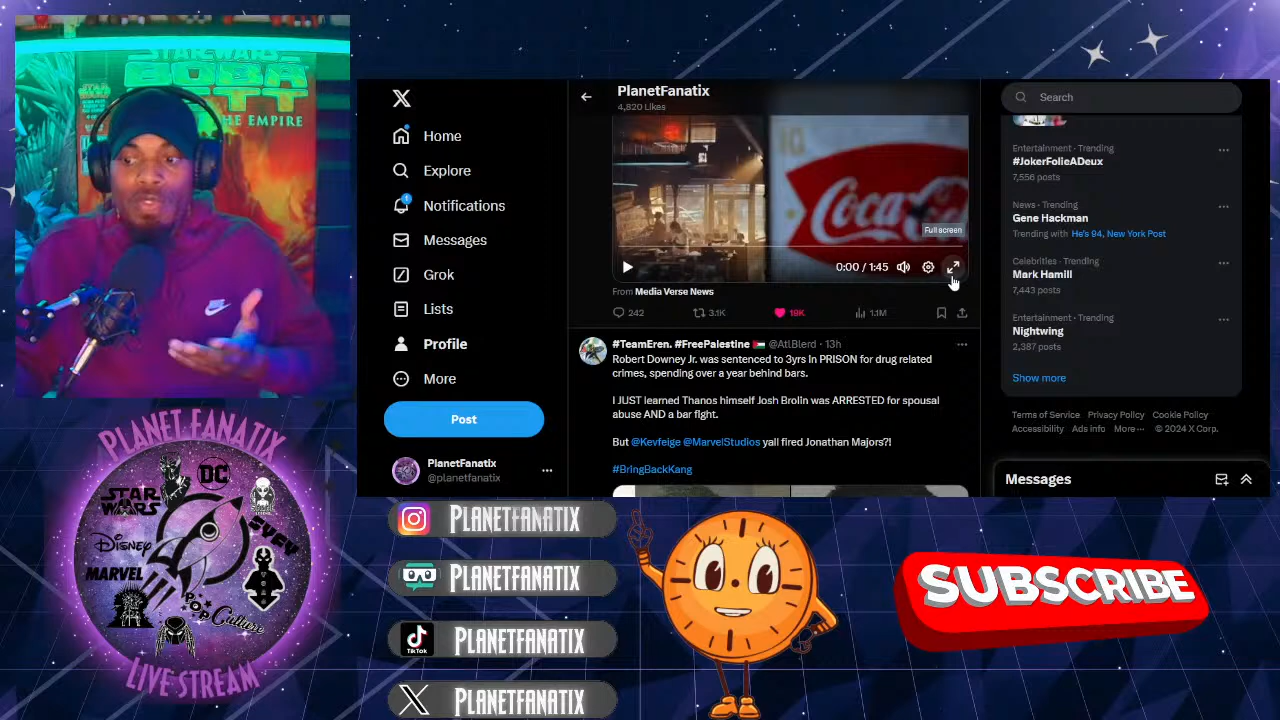 STAR WARS
BOBA
FETT
THE EMPIRE
PLANET FANATIX
STAR WARS
DC
Disney
SYFY
MARVEL
POP Culture
LIVE STREAM
Home
Explore
Notifications
1
Messages
Grok
Lists
Profile
More
Post
PlanetFanatix
@planetfanatix
PlanetFanatix
4,820 Likes
Coca
Full screen
0:00 / 1:45
From Media Verse News
242 3.1K 19K 1.1M
#TeamEren. #FreePalestine 🇵🇸 @AtlBlerd · 13h
Robert Downey Jr. was sentenced to 3yrs in PRISON for drug related
crimes, spending over a year behind bars.
I JUST learned Thanos himself Josh Brolin was ARRESTED for spousal
abuse AND a bar fight.
But @Kevfeige @MarvelStudios yall fired Jonathan Majors?!
#BringBackKang
Search
Entertainment · Trending
#JokerFolieADeux
7,556 posts
News · Trending
Gene Hackman
Trending with He's 94, New York Post
Celebrities · Trending
Mark Hamill
7,443 posts
Entertainment · Trending
Nightwing
2,387 posts
Show more
Terms of Service Privacy Policy Cookie Policy
Accessibility Ads info More ··· © 2024 X Corp.
Messages
PLANETFANATIX
PLANETFANATIX
TikTok
PLANETFANATIX
PLANETFANATIX
SUBSCRIBE